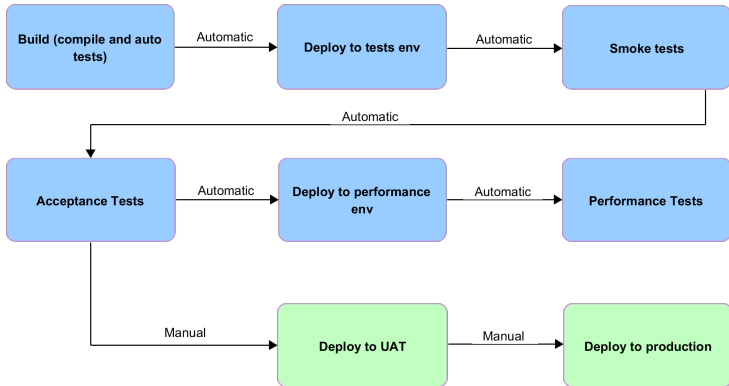 Build (compile and auto
tests)
Automatic
Deploy to tests env
Automatic
Smoke tests
Automatic
Acceptance Tests
Automatic
Deploy to performance
env
Automatic
Performance Tests
Manual
Deploy to UAT
Manual
Deploy to production